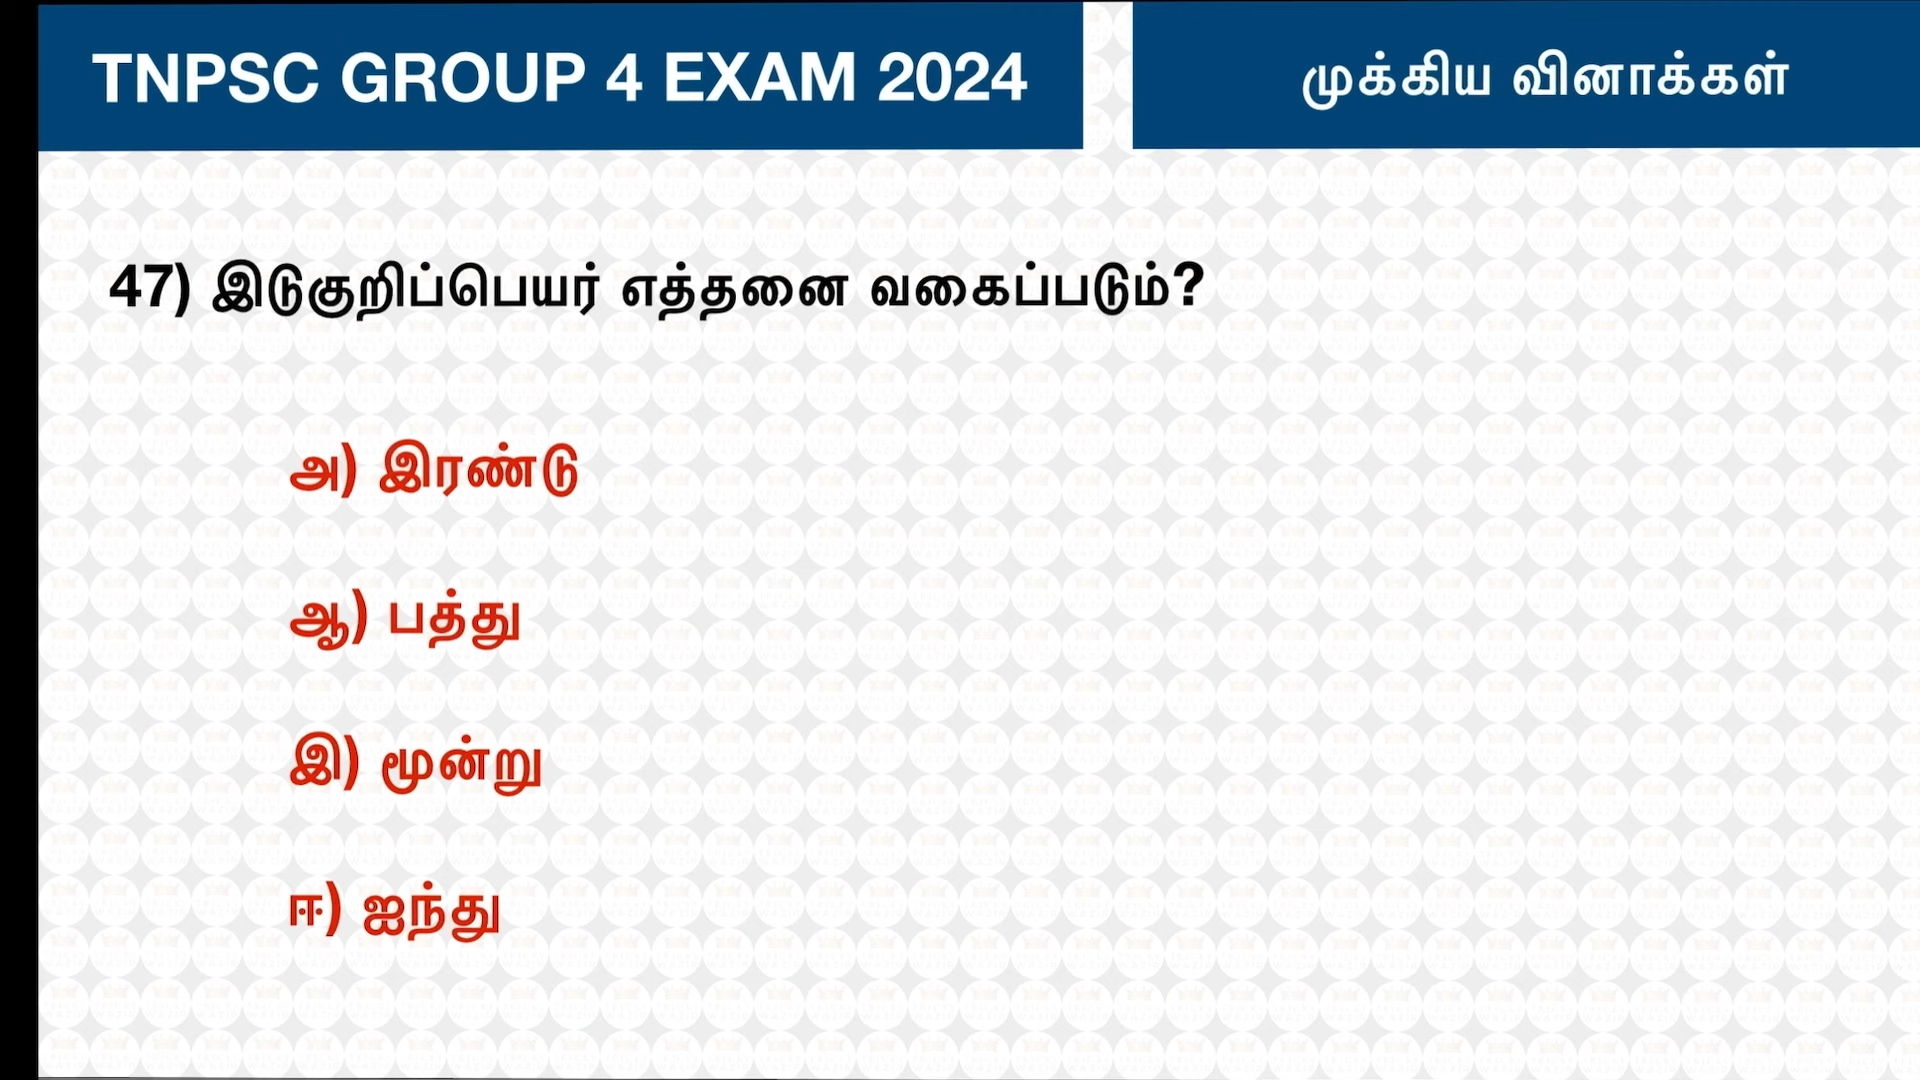 TNPSC GROUP 4 EXAM 2024
முக்கிய வினாக்கள்
47) இடுகுறிப்பெயர் எத்தனை வகைப்படும்?
அ) இரண்டு
ஆ) பத்து
இ) மூன்று
ஈ) ஐந்து